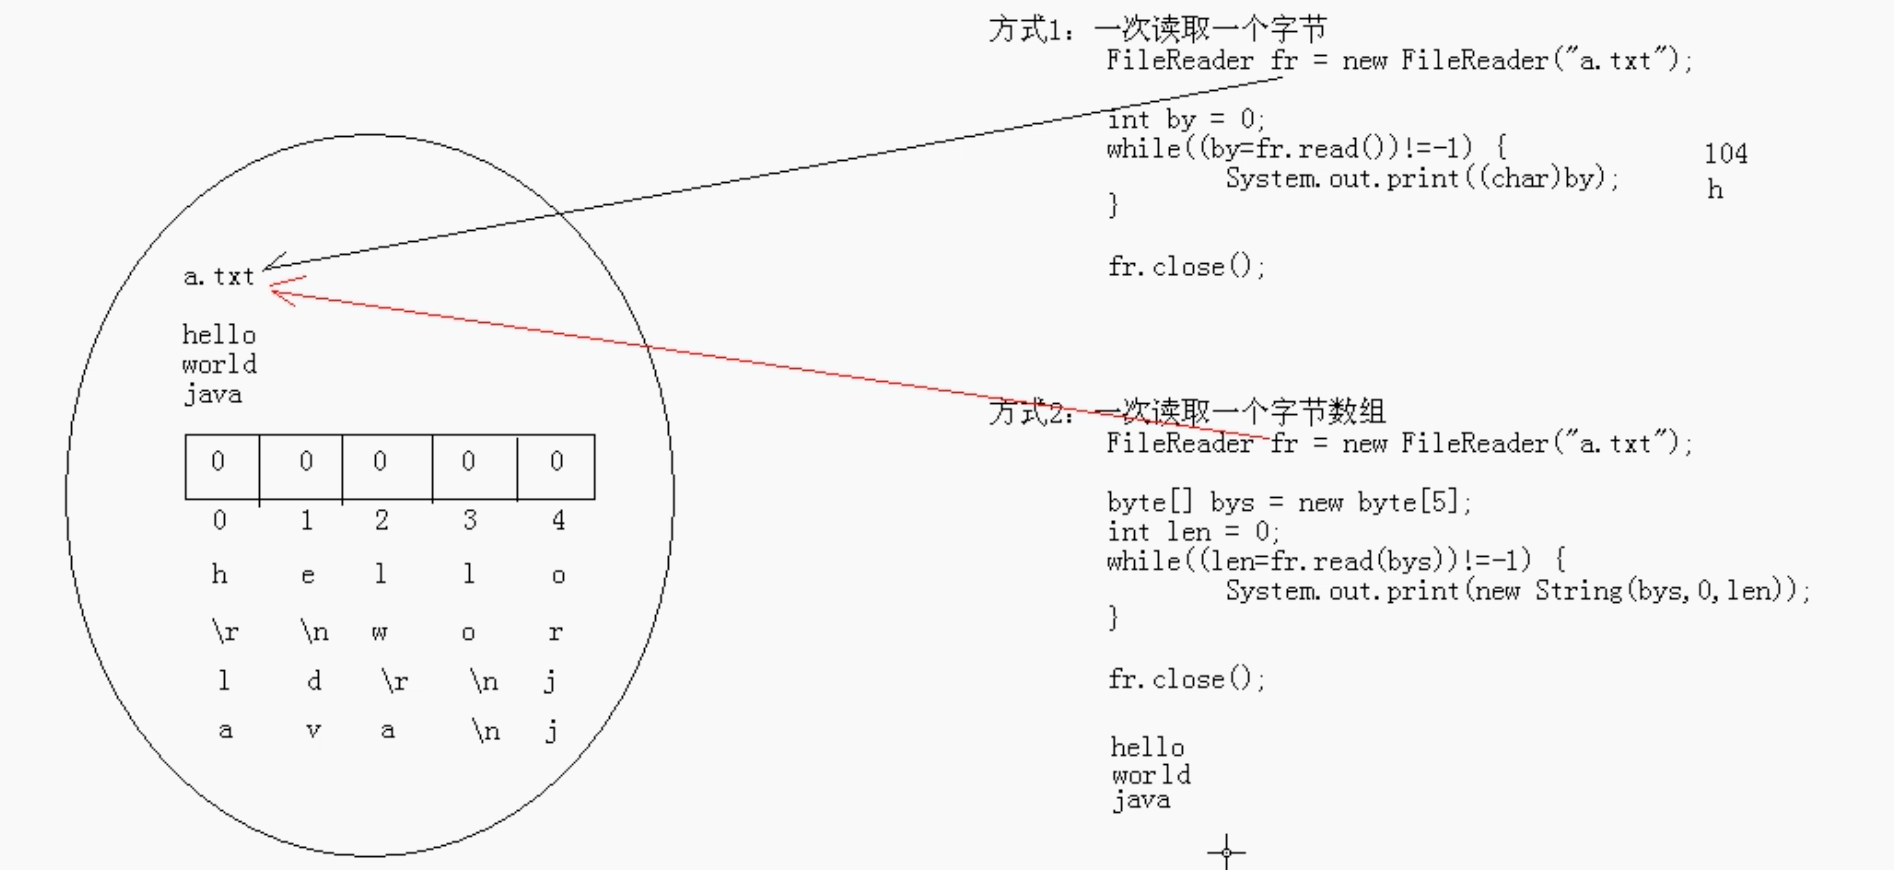 方式1：一次读取一个字节
FileReader fr = new FileReader("a.txt");
int by = 0;
while((by=fr.read())!=-1) {
System.out.print((char)by);
}
fr.close();
104
h
a.txt
hello
world
java
0 0 0 0 0
0 1 2 3 4
h e l l o
\r \n w o r
l d \r \n j
a v a \n j
方式2：一次读取一个字节数组
FileReader fr = new FileReader("a.txt");
byte[] bys = new byte[5];
int len = 0;
while((len=fr.read(bys))!=-1) {
System.out.print(new String(bys,0,len));
}
fr.close();
hello
world
java